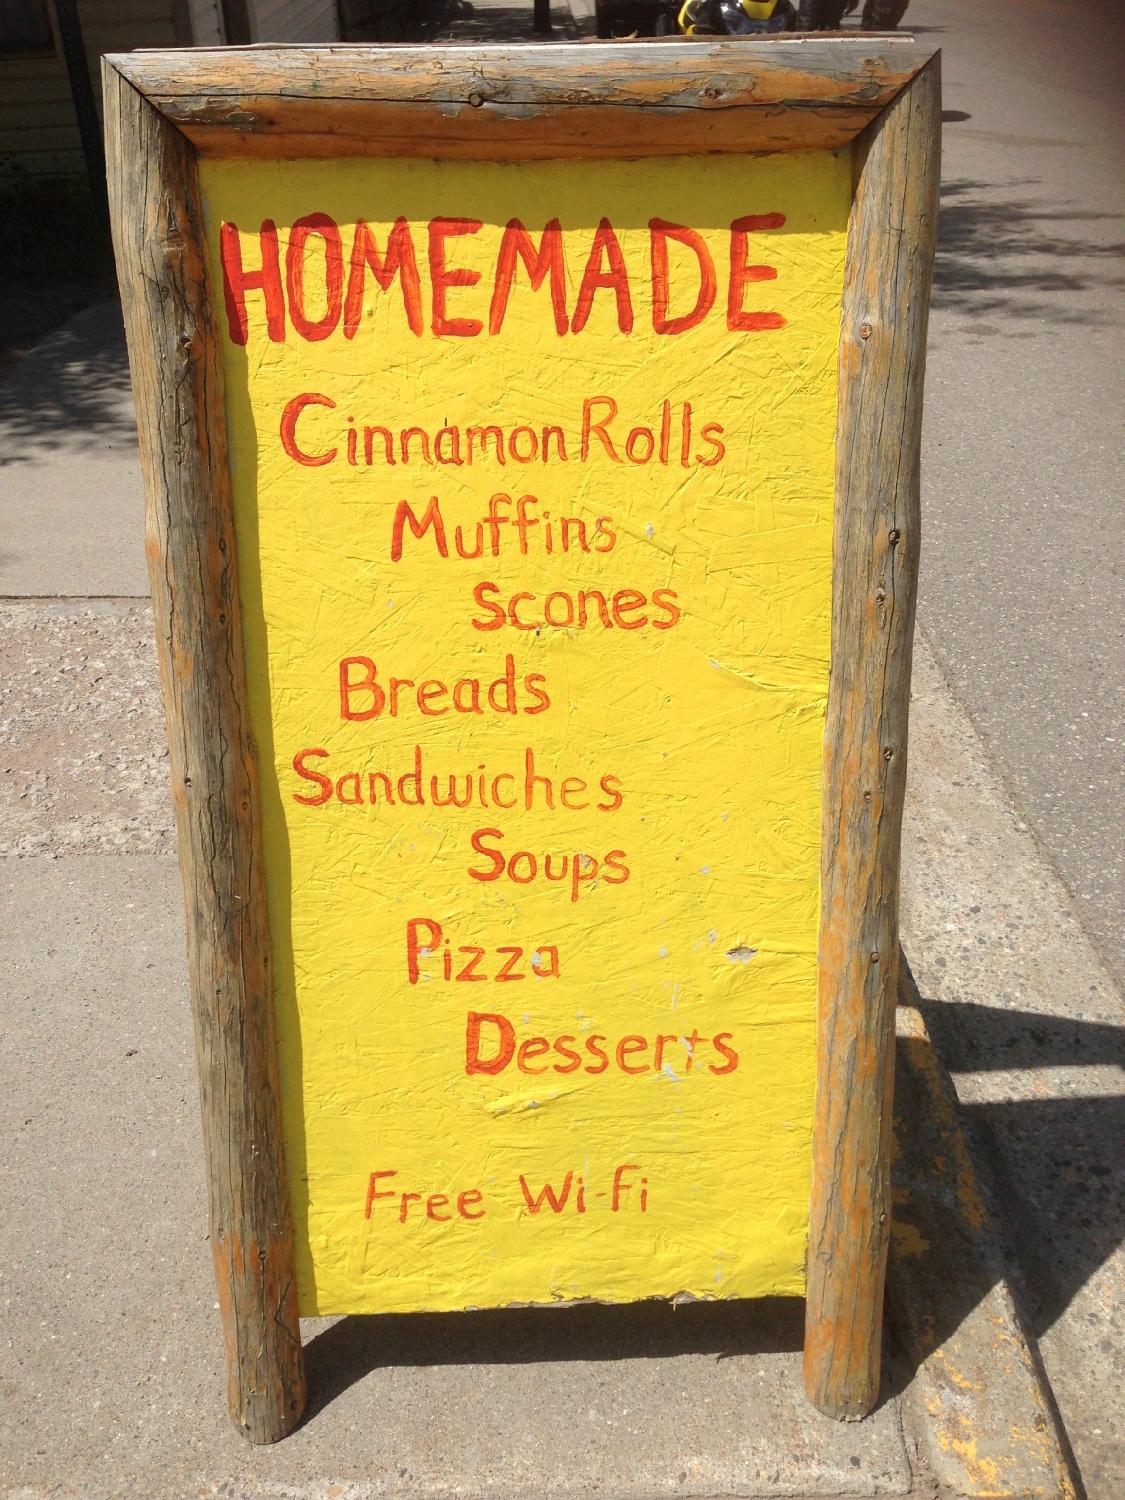 HOMEMADE
Cinnamon Rolls
Muffins
Scones
Breads
Sandwiches
Soups
Pizza
Desserts
Free Wi-Fi